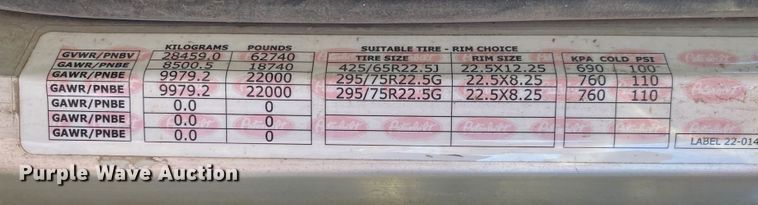 KILOGRAMS POUNDS SUITABLE TIRE - RIM CHOICE
TIRE SIZE RIM SIZE KPA COLD PSI
GVWR/PNBV 28459.0 62740
GAWR/PNBE 8500.5 18740 425/65R22.5J 22.5X12.25 690 100
GAWR/PNBE 9979.2 22000 295/75R22.5G 22.5X8.25 760 110
GAWR/PNBE 9979.2 22000 295/75R22.5G 22.5X8.25 760 110
GAWR/PNBE 0.0 0
GAWR/PNBE 0.0 0
GAWR/PNBE 0.0 0
LABEL 22-014
Purple Wave Auction